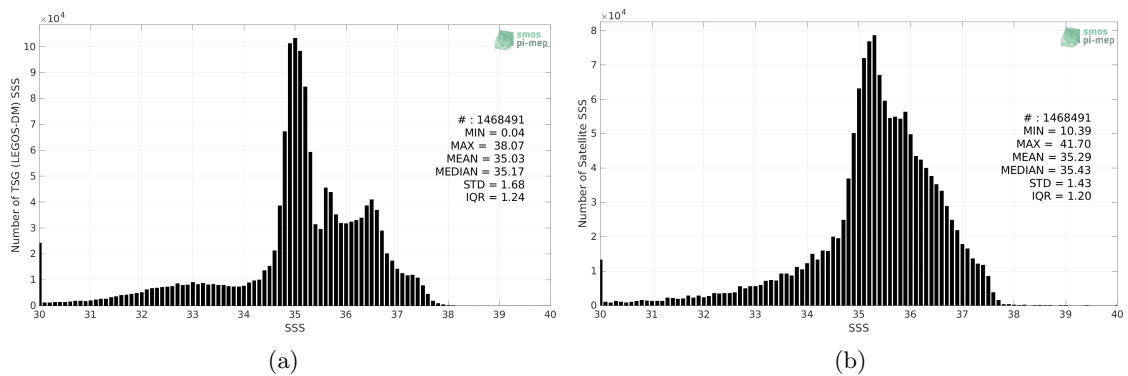 ×10⁴
10
9
8
7
6
5
4
3
2
1
0
Number of TSG (LEGOS-DM) SSS
30 31 32 33 34 35 36 37 38 39 40
SSS
smos
pi-mep
# : 1468491
MIN = 0.04
MAX = 38.07
MEAN = 35.03
MEDIAN = 35.17
STD = 1.68
IQR = 1.24
(a)
×10⁴
8
7
6
5
4
3
2
1
0
Number of Satellite SSS
30 31 32 33 34 35 36 37 38 39 40
SSS
smos
pi-mep
# : 1468491
MIN = 10.39
MAX = 41.70
MEAN = 35.29
MEDIAN = 35.43
STD = 1.43
IQR = 1.20
(b)